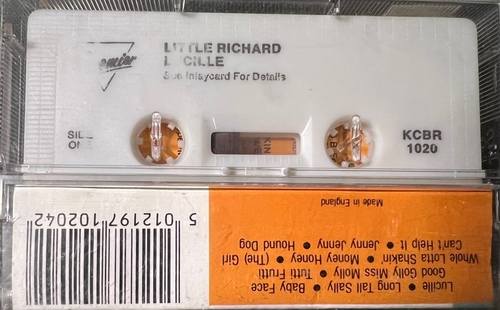 LITTLE RICHARD
LUCILLE
See Inlaycard For Details
SIDE
ONE
KCBR
1020
Lucille • Long Tall Sally • Baby Face
Good Golly Miss Molly • Tutti Frutti
Whole Lotta Shakin' • Money Honey • (The) Girl
Can't Help It • Jenny Jenny • Hound Dog
Made in England
5 012197 102042